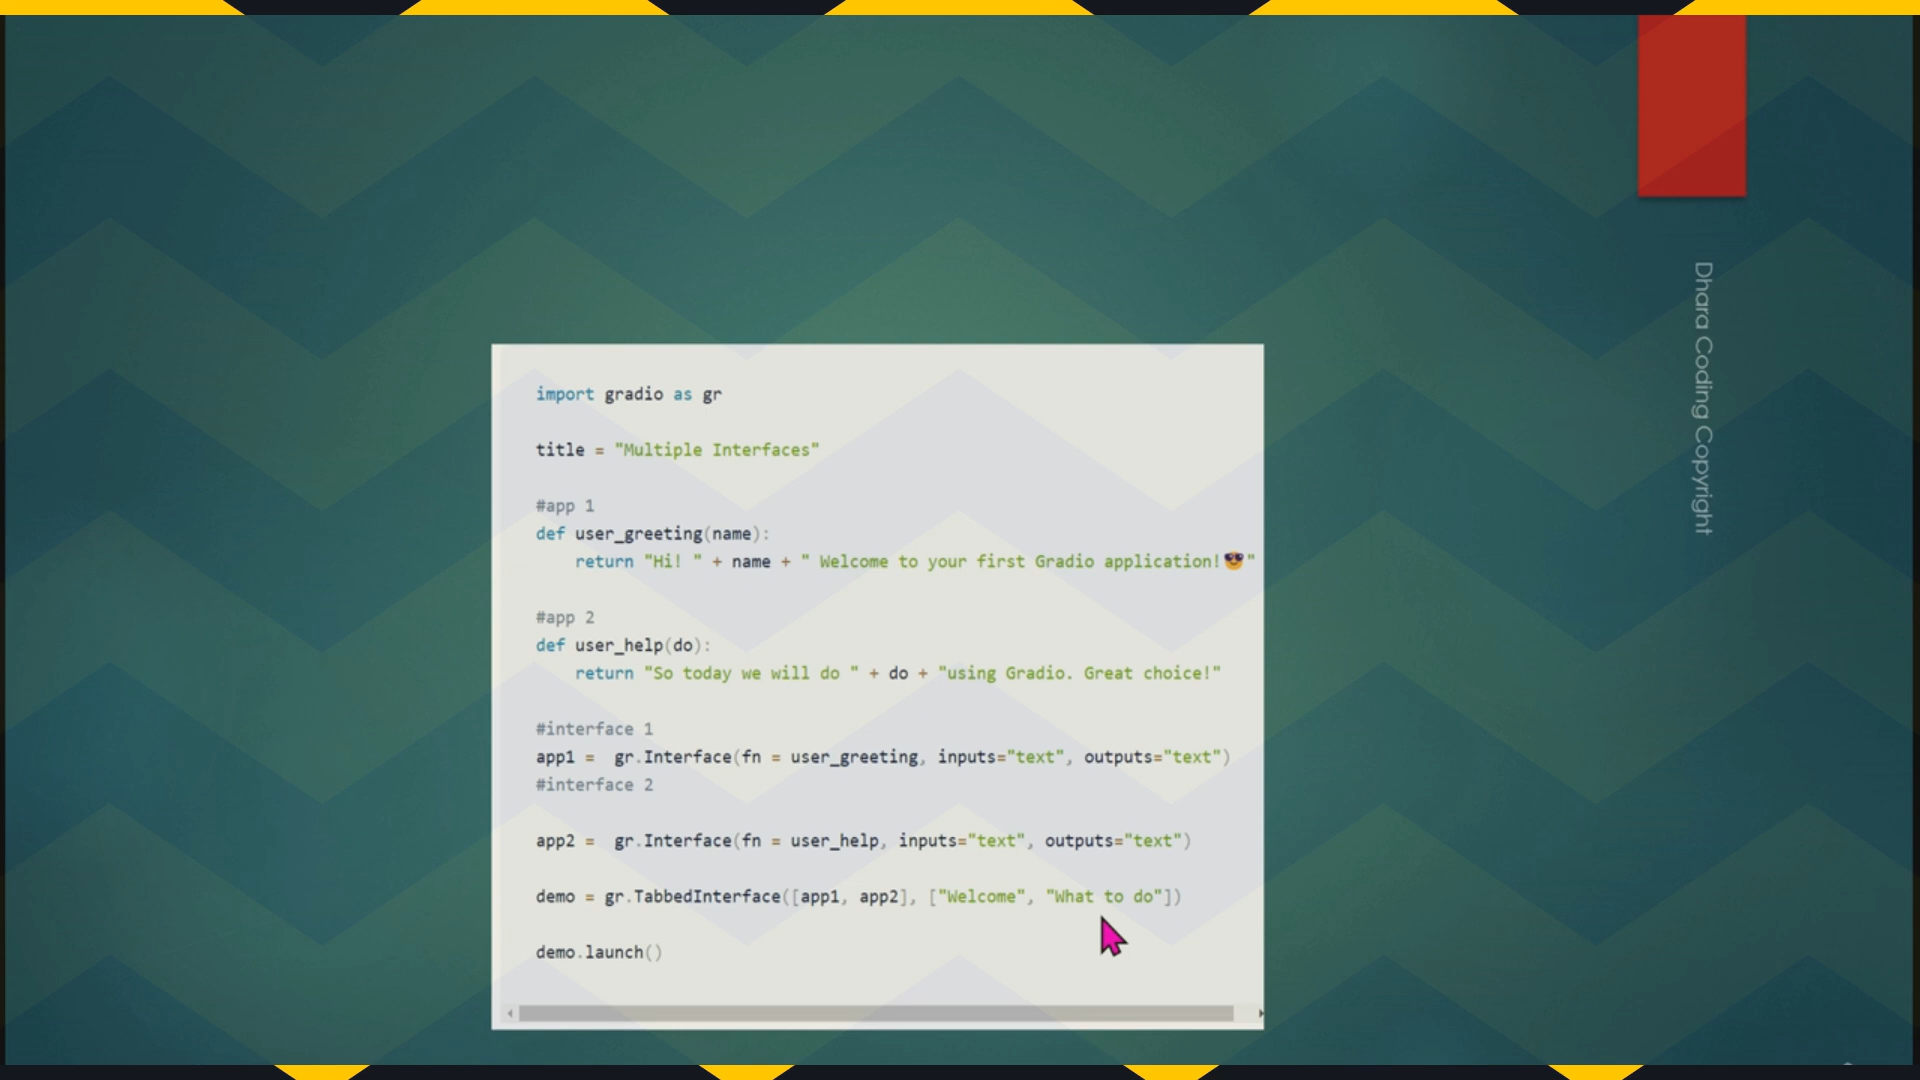 import gradio as gr
title = "Multiple Interfaces"
#app 1
def user_greeting(name):
    return "Hi! " + name + " Welcome to your first Gradio application!😎"
#app 2
def user_help(do):
    return "So today we will do " + do + "using Gradio. Great choice!"
#interface 1
app1 =  gr.Interface(fn = user_greeting, inputs="text", outputs="text")
#interface 2
app2 =  gr.Interface(fn = user_help, inputs="text", outputs="text")
demo = gr.TabbedInterface([app1, app2], ["Welcome", "What to do"])
demo.launch()
Dhara Coding Copyright